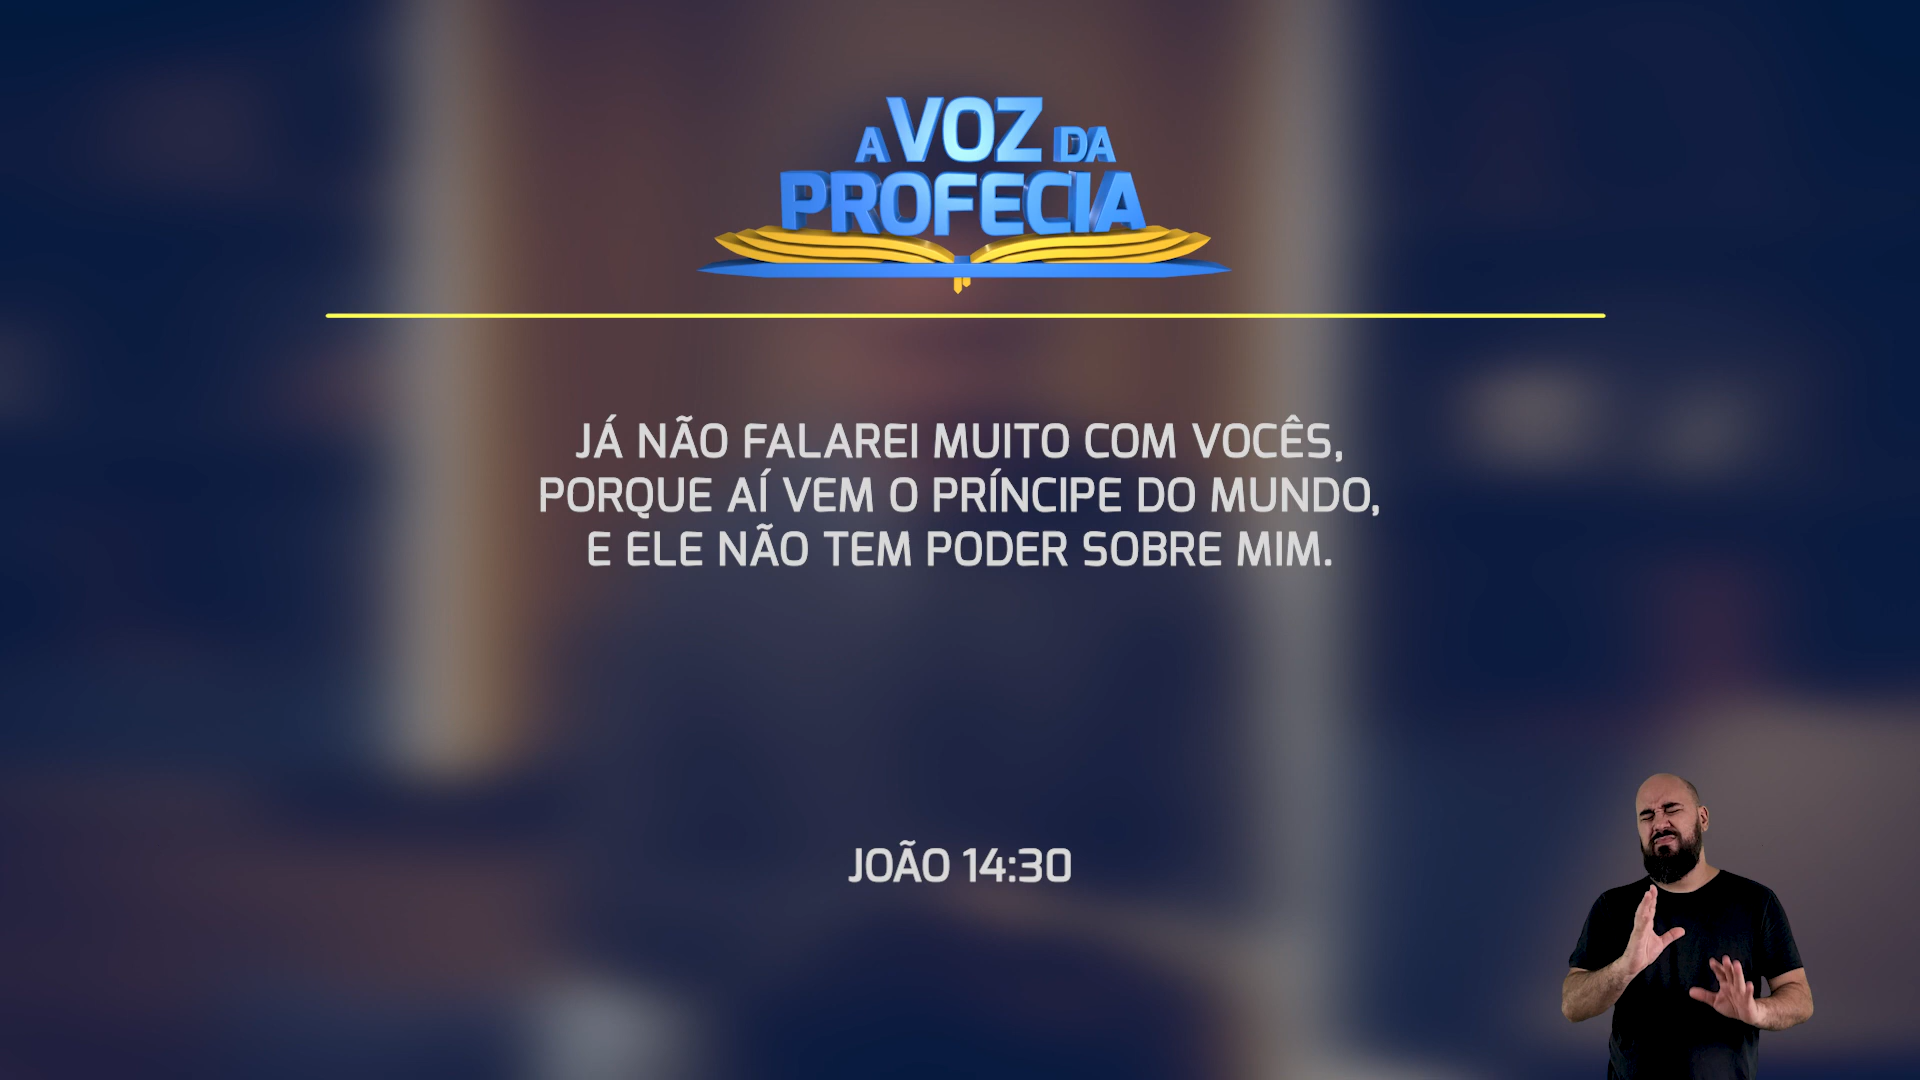 A VOZ DA
PROFECIA
JÁ NÃO FALAREI MUITO COM VOCÊS,
PORQUE AÍ VEM O PRÍNCIPE DO MUNDO,
E ELE NÃO TEM PODER SOBRE MIM.
JOÃO 14:30